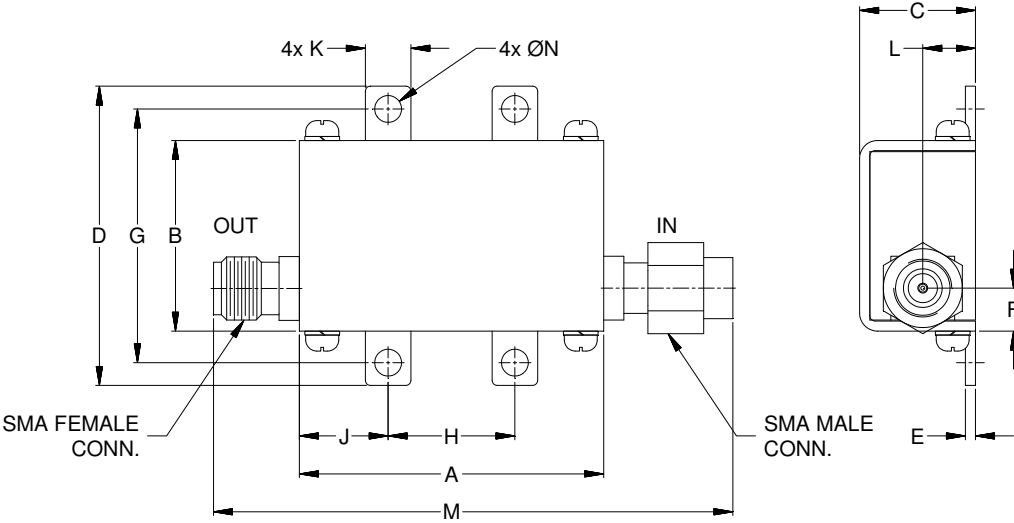 C
L
4x K
4x ØN
D
G
B
OUT
IN
F
SMA FEMALE
CONN.
J
H
SMA MALE
CONN.
E
A
M